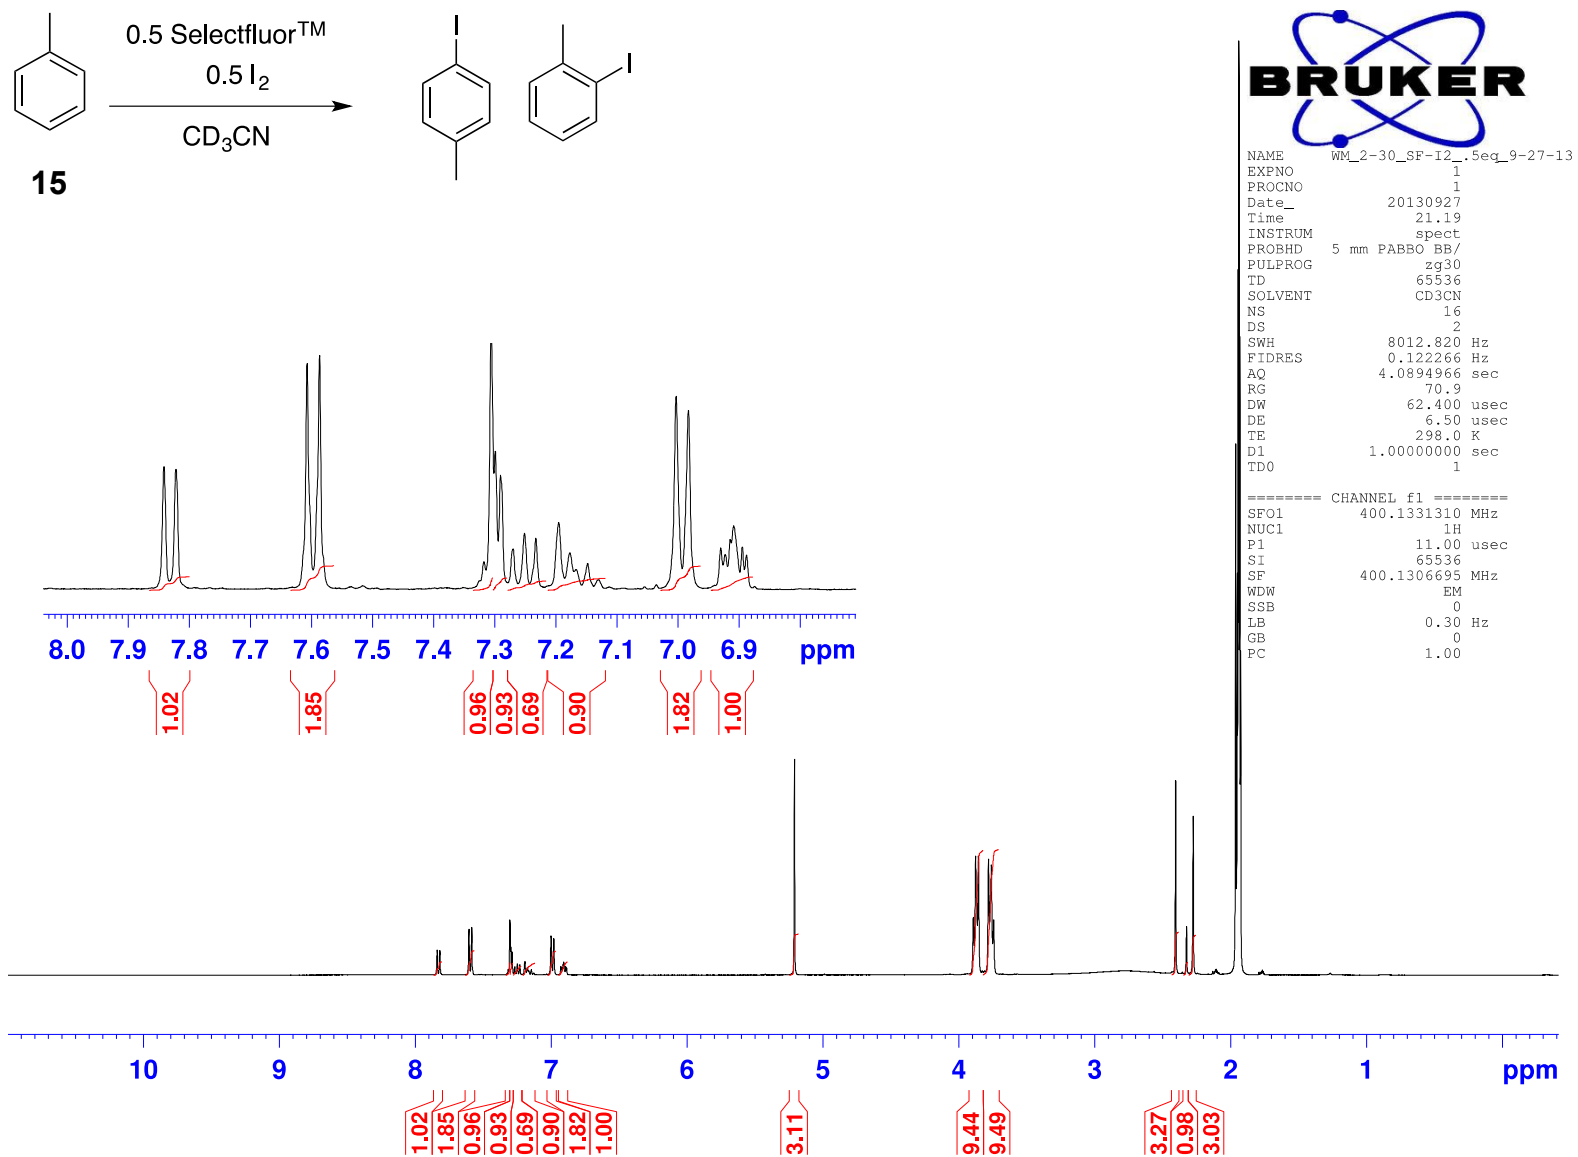 0.5 Selectfluor™
0.5 I2
CD3CN
15
I
I
BRUKER
NAME WM_2-30_SF-I2_.5eq_9-27-13
EXPNO 1
PROCNO 1
Date_ 20130927
Time 21.19
INSTRUM spect
PROBHD 5 mm PABBO BB/
PULPROG zg30
TD 65536
SOLVENT CD3CN
NS 16
DS 2
SWH 8012.820 Hz
FIDRES 0.122266 Hz
AQ 4.0894966 sec
RG 70.9
DW 62.400 usec
DE 6.50 usec
TE 298.0 K
D1 1.00000000 sec
TD0 1
======== CHANNEL f1 ========
SFO1 400.1331310 MHz
NUC1 1H
P1 11.00 usec
SI 65536
SF 400.1306695 MHz
WDW EM
SSB 0
LB 0.30 Hz
GB 0
PC 1.00
8.0 7.9 7.8 7.7 7.6 7.5 7.4 7.3 7.2 7.1 7.0 6.9 ppm
1.02 1.85 0.96 0.93 0.69 0.90 1.82 1.00
10 9 8 7 6 5 4 3 2 1 ppm
1.02 1.85 0.96 0.93 0.69 0.90 1.82 1.00 3.11 9.44 9.49 3.27 0.98 3.03